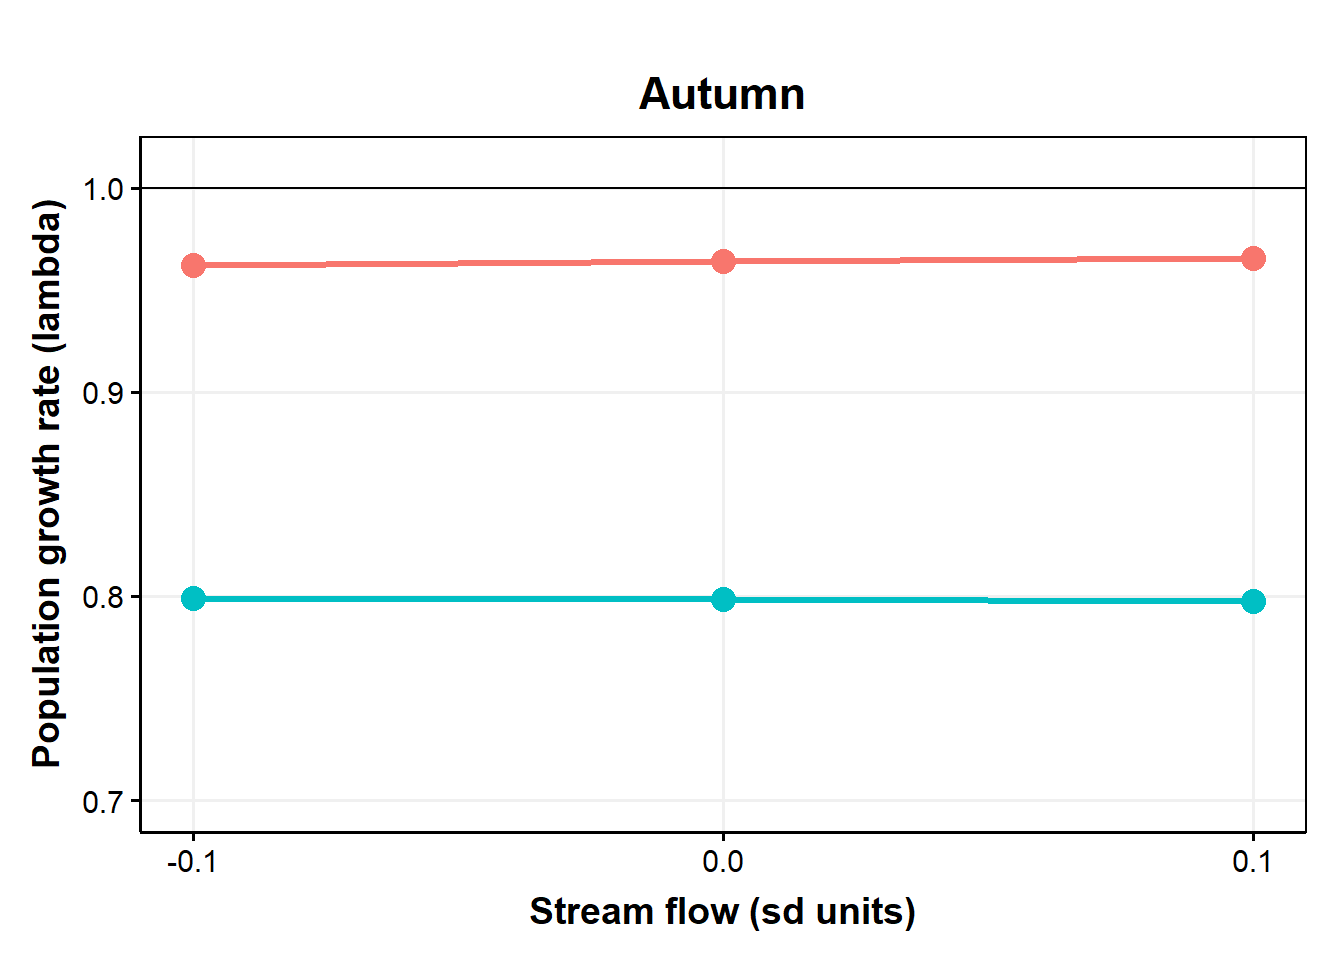 Autumn
Population growth rate (lambda)
1.0
0.9
0.8
0.7
-0.1
0.0
0.1
Stream flow (sd units)